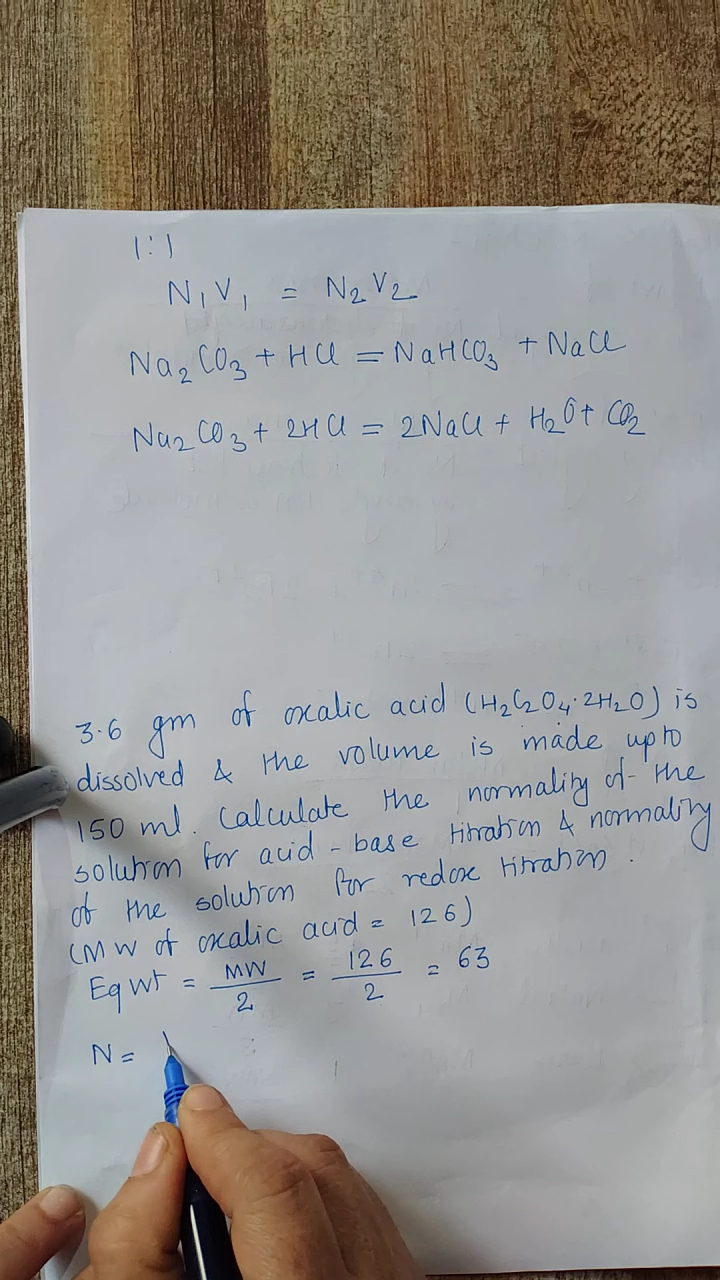 1:1
N₁V₁ = N₂V₂
Na₂CO₃ + HCl = NaHCO₃ + NaCl
Na₂CO₃ + 2HCl = 2NaCl + H₂O + CO₂
3.6 gm of oxalic acid (H₂C₂O₄·2H₂O) is
dissolved & the volume is made upto
150 ml. Calculate the normality of the
solution for acid-base titration & normality
of the solution for redox titration.
(MW of oxalic acid = 126)
Eq wt = MW/2 = 126/2 = 63
N =